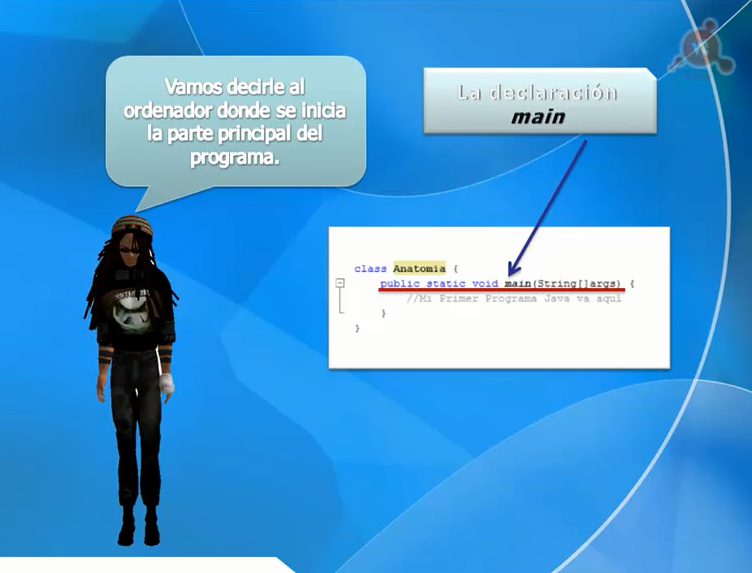 Vamos decirle al
ordenador donde se inicia
la parte principal del
programa.
La declaración
main
class Anatomia {
public static void main(String[]args) {
//Mi Primer Programa Java va aquí
}
}